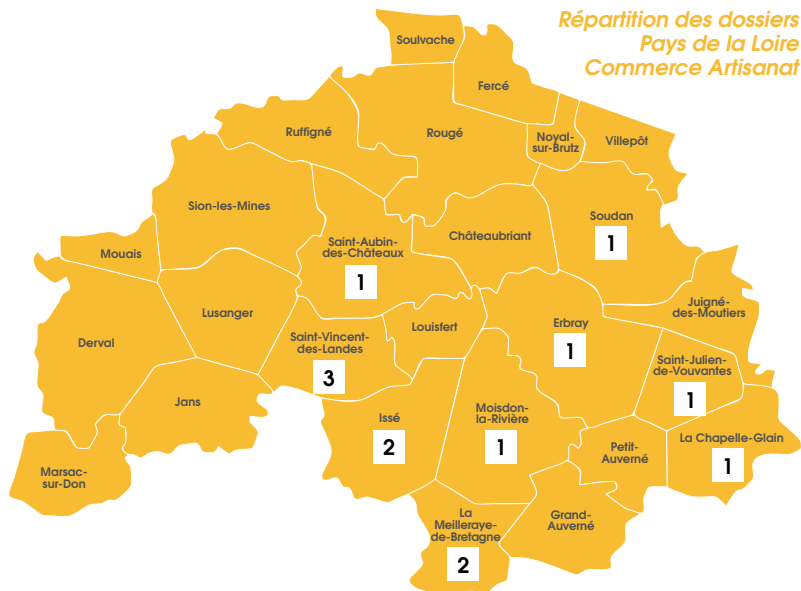 Répartition des dossiers
Pays de la Loire
Commerce Artisanat
Soulvache
Fercé
Ruffigné
Rougé
Noyal-
sur-Brutz
Villepôt
Sion-les-Mines
Mouais
Saint-Aubin-
des-Châteaux
1
Châteaubriant
Soudan
1
Derval
Lusanger
Saint-Vincent-
des-Landes
3
Louisfert
Erbray
1
Juigné-
des-Moutiers
Saint-Julien-
de-Vouvantes
1
Jans
Issé
2
Moisdon-
la-Rivière
1
Petit-
Auverné
La Chapelle-Glain
1
Marsac-
sur-Don
La
Meilleraye-
de-Bretagne
2
Grand-
Auverné